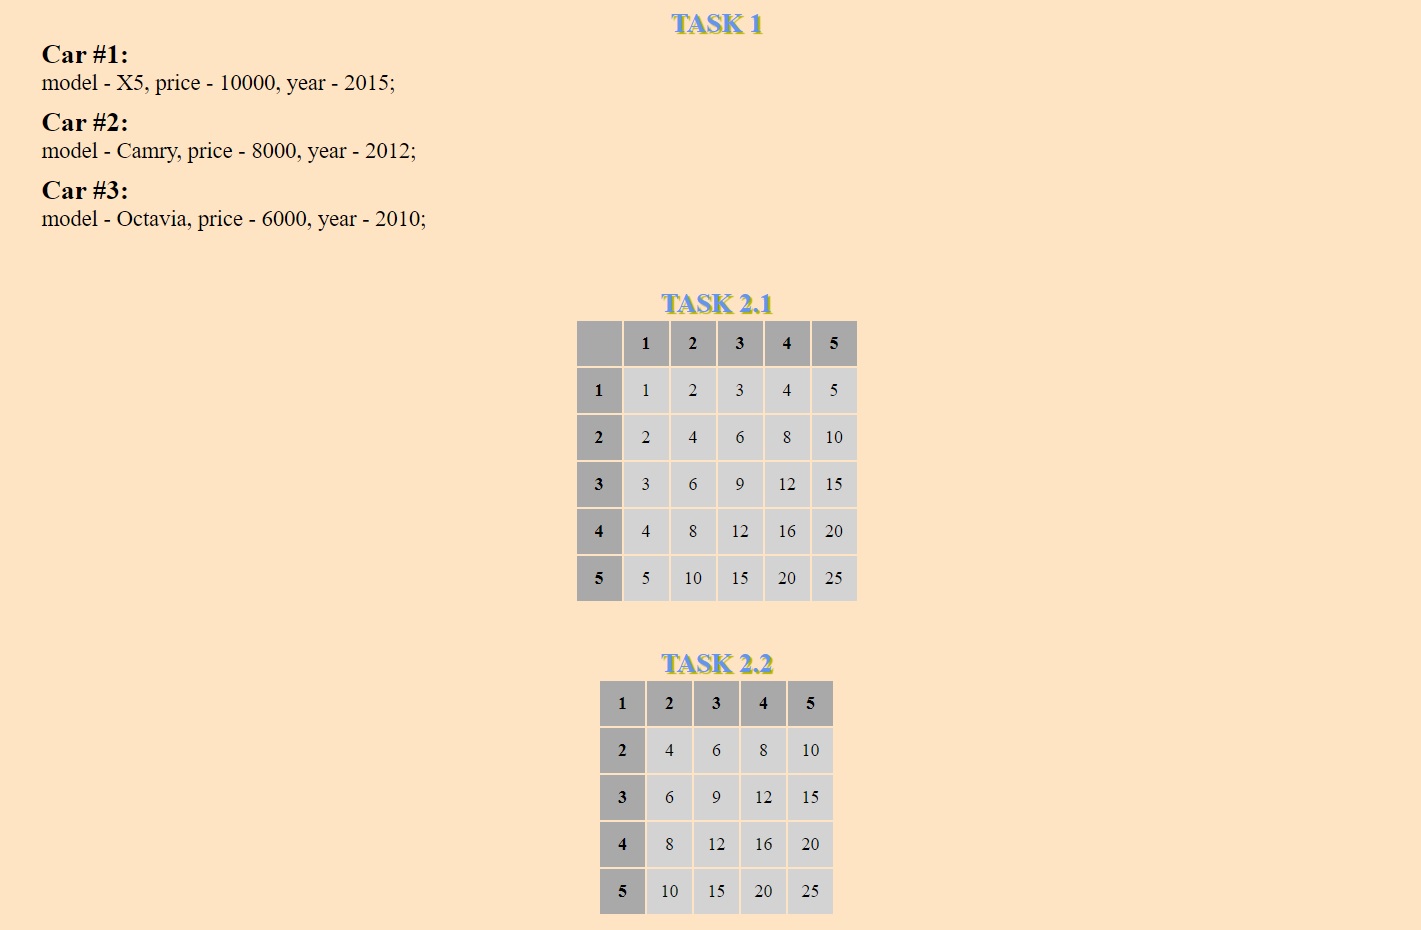 TASK 1
Car #1:
model - X5, price - 10000, year - 2015;
Car #2:
model - Camry, price - 8000, year - 2012;
Car #3:
model - Octavia, price - 6000, year - 2010;
TASK 2.1
1 2 3 4 5
1 1 2 3 4 5
2 2 4 6 8 10
3 3 6 9 12 15
4 4 8 12 16 20
5 5 10 15 20 25
TASK 2.2
1 2 3 4 5
2 4 6 8 10
3 6 9 12 15
4 8 12 16 20
5 10 15 20 25